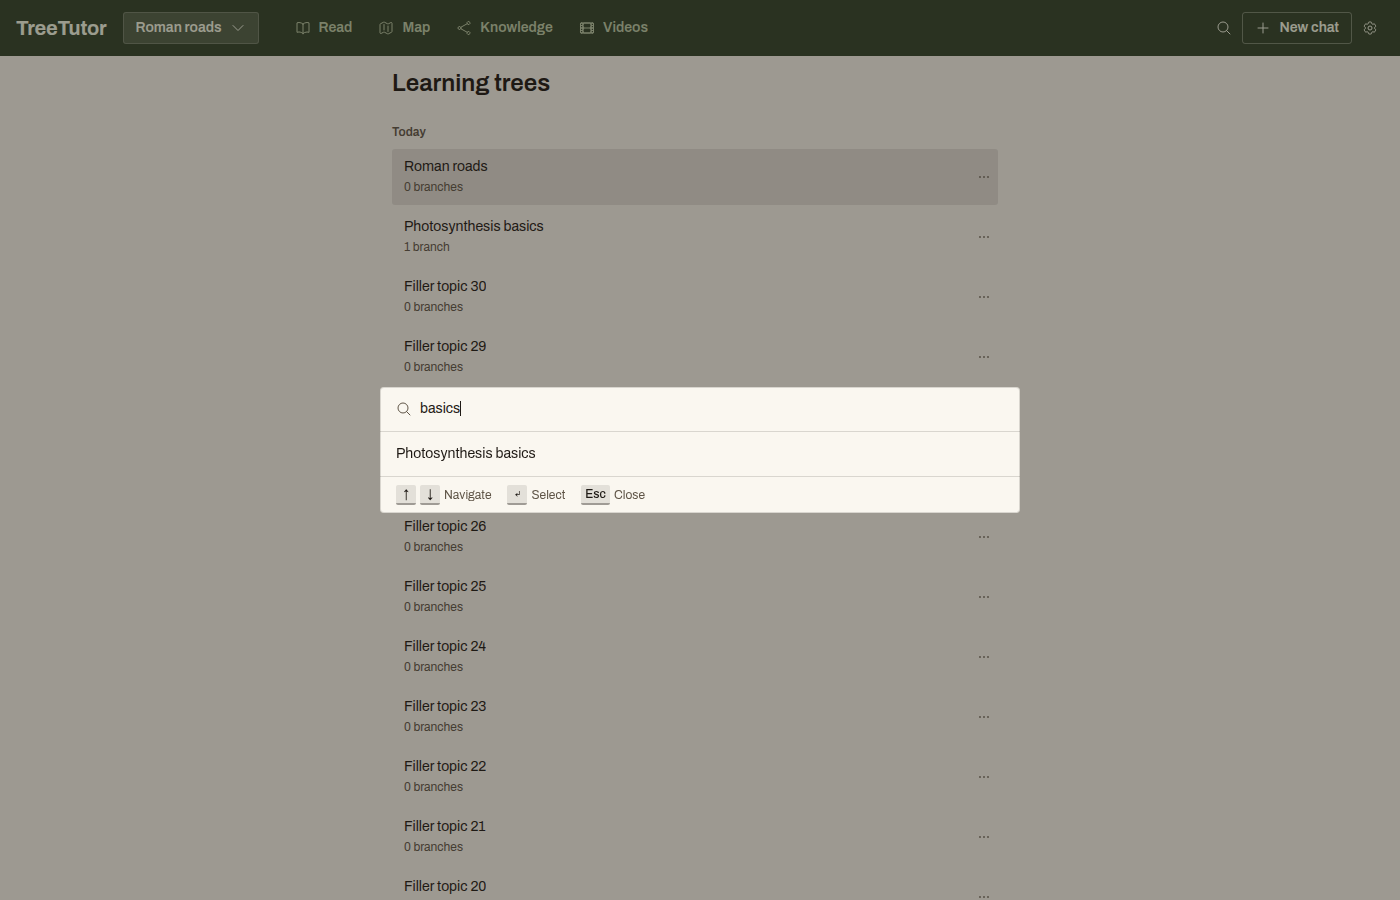 TreeTutor
Roman roads
Read
Map
Knowledge
Videos
New chat
Learning trees
Today
Roman roads
0 branches
Photosynthesis basics
1 branch
Filler topic 30
0 branches
Filler topic 29
0 branches
basics
Photosynthesis basics
↑ ↓ Navigate ↵ Select Esc Close
Filler topic 26
0 branches
Filler topic 25
0 branches
Filler topic 24
0 branches
Filler topic 23
0 branches
Filler topic 22
0 branches
Filler topic 21
0 branches
Filler topic 20